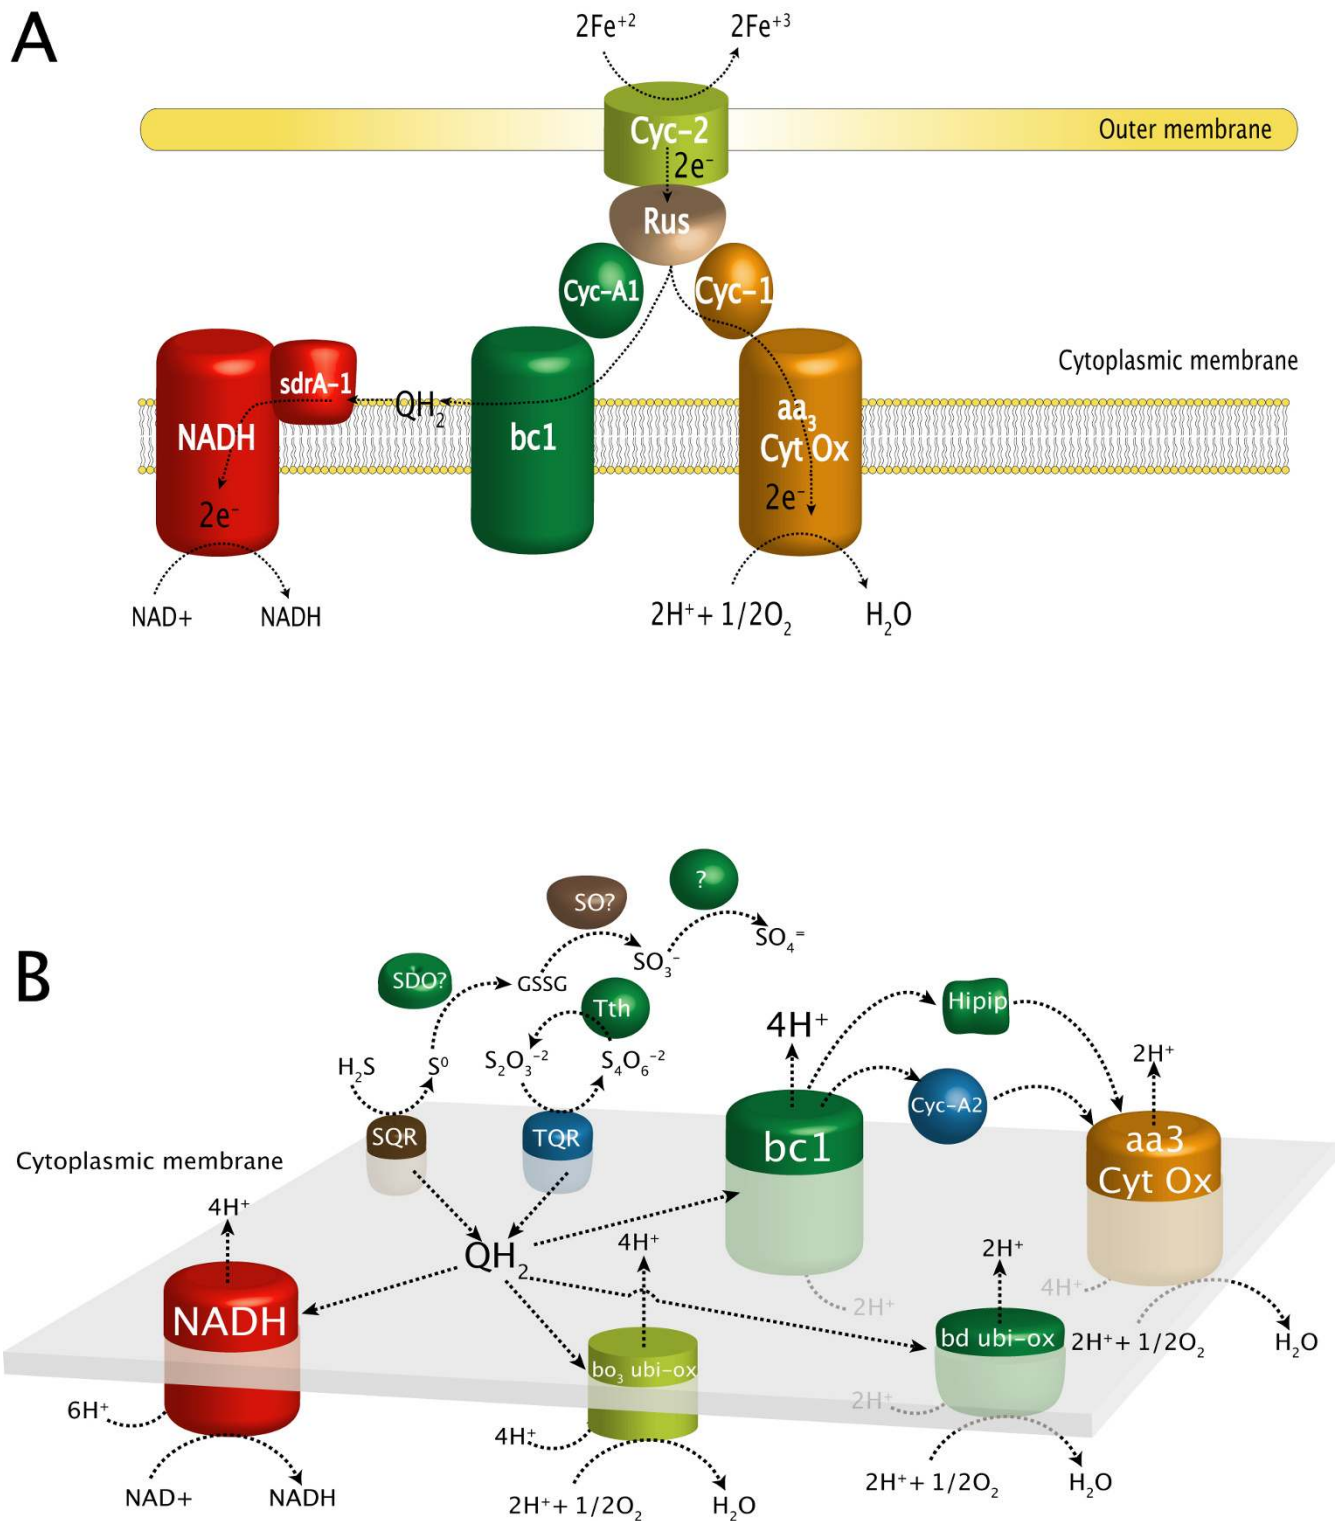 A
2Fe⁺² 2Fe⁺³
Outer membrane
Cyc-2
2e⁻
Rus
Cyc-A1
Cyc-1
Cytoplasmic membrane
sdrA-1
QH₂
NADH
bc1
aa₃
Cyt Ox
2e⁻
2e⁻
NAD+ NADH
2H⁺+ 1/2O₂ H₂O
B
?
SO?
SO₄⁼
SO₃⁻
SDO?
GSSG
Tth
Hipip
4H⁺
H₂S S⁰ S₂O₃⁻² S₄O₆⁻²
2H⁺
Cyc-A2
SQR TQR
bc1
aa3
Cyt Ox
Cytoplasmic membrane
4H⁺
QH₂
4H⁺
2H⁺
4H⁺
2H⁺
NADH
bo₃ ubi-ox
bd ubi-ox
2H⁺+ 1/2O₂ H₂O
6H⁺
4H⁺
2H⁺
NAD+ NADH
2H⁺+ 1/2O₂ H₂O
2H⁺+ 1/2O₂ H₂O